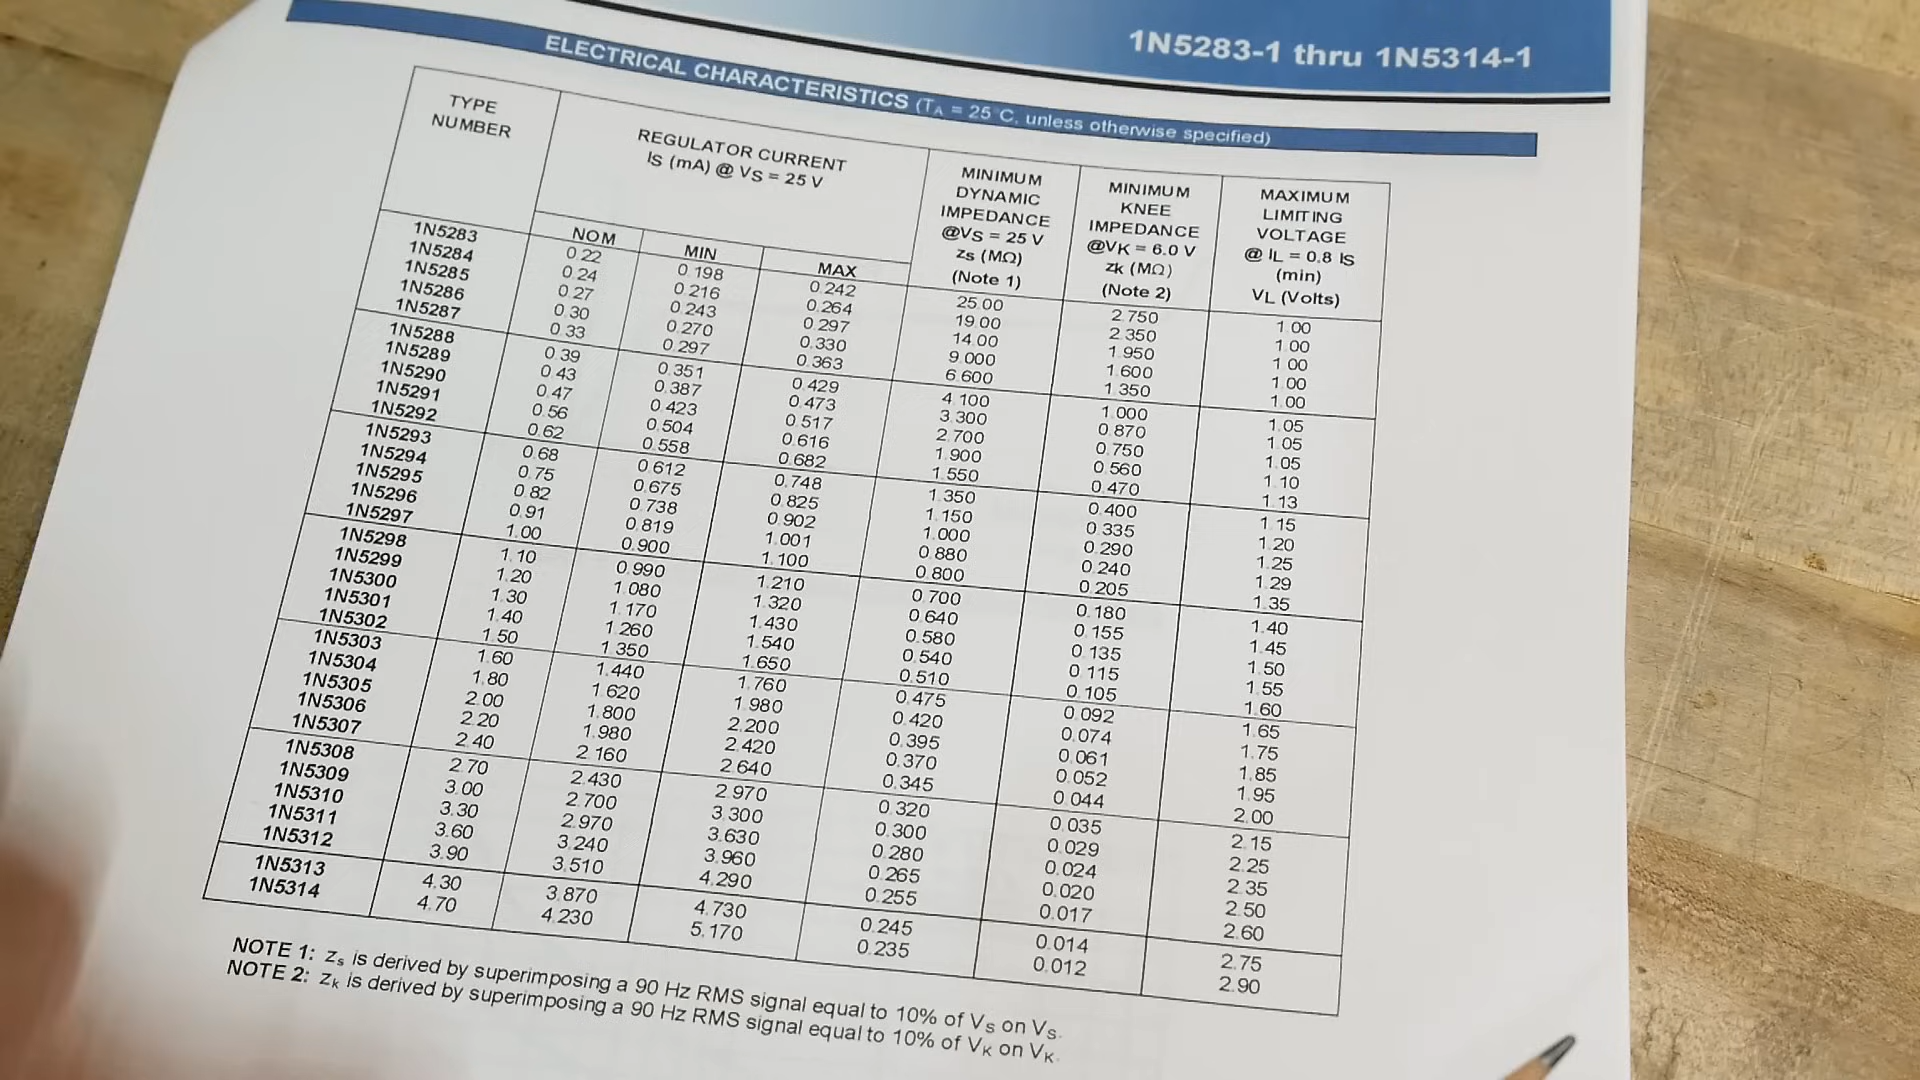 1N5283-1 thru 1N5314-1
ELECTRICAL CHARACTERISTICS (TA = 25 C, unless otherwise specified)
TYPE NUMBER
REGULATOR CURRENT
IS (mA) @ VS = 25 V
MINIMUM DYNAMIC IMPEDANCE @VS = 25 V zs (MΩ) (Note 1)
MINIMUM KNEE IMPEDANCE @VK = 6.0 V zk (MΩ) (Note 2)
MAXIMUM LIMITING VOLTAGE @ IL = 0.8 IS (min) VL (Volts)
NOM MIN MAX
1N5283 0.22 0.198 0.242 25.00 2.750 1.00
1N5284 0.24 0.216 0.264 19.00 2.350 1.00
1N5285 0.27 0.243 0.297 14.00 1.950 1.00
1N5286 0.30 0.270 0.330 9.000 1.600 1.00
1N5287 0.33 0.297 0.363 6.600 1.350 1.00
1N5288 0.39 0.351 0.429 4.100 1.000 1.05
1N5289 0.43 0.387 0.473 3.300 0.870 1.05
1N5290 0.47 0.423 0.517 2.700 0.750 1.05
1N5291 0.56 0.504 0.616 1.900 0.560 1.10
1N5292 0.62 0.558 0.682 1.550 0.470 1.13
1N5293 0.68 0.612 0.748 1.350 0.400 1.15
1N5294 0.75 0.675 0.825 1.150 0.335 1.20
1N5295 0.82 0.738 0.902 1.000 0.290 1.25
1N5296 0.91 0.819 1.001 0.880 0.240 1.29
1N5297 1.00 0.900 1.100 0.800 0.205 1.35
1N5298 1.10 0.990 1.210 0.700 0.180 1.40
1N5299 1.20 1.080 1.320 0.640 0.155 1.45
1N5300 1.30 1.170 1.430 0.580 0.135 1.50
1N5301 1.40 1.260 1.540 0.540 0.115 1.55
1N5302 1.50 1.350 1.650 0.510 0.105 1.60
1N5303 1.60 1.440 1.760 0.475 0.092 1.65
1N5304 1.80 1.620 1.980 0.420 0.074 1.75
1N5305 2.00 1.800 2.200 0.395 0.061 1.85
1N5306 2.20 1.980 2.420 0.370 0.052 1.95
1N5307 2.40 2.160 2.640 0.345 0.044 2.00
1N5308 2.70 2.430 2.970 0.320 0.035 2.15
1N5309 3.00 2.700 3.300 0.300 0.029 2.25
1N5310 3.30 2.970 3.630 0.280 0.024 2.35
1N5311 3.60 3.240 3.960 0.265 0.020 2.50
1N5312 3.90 3.510 4.290 0.255 0.017 2.60
1N5313 4.30 3.870 4.730 0.245 0.014 2.75
1N5314 4.70 4.230 5.170 0.235 0.012 2.90
NOTE 1: zs is derived by superimposing a 90 Hz RMS signal equal to 10% of VS on VS.
NOTE 2: zK is derived by superimposing a 90 Hz RMS signal equal to 10% of VK on VK.